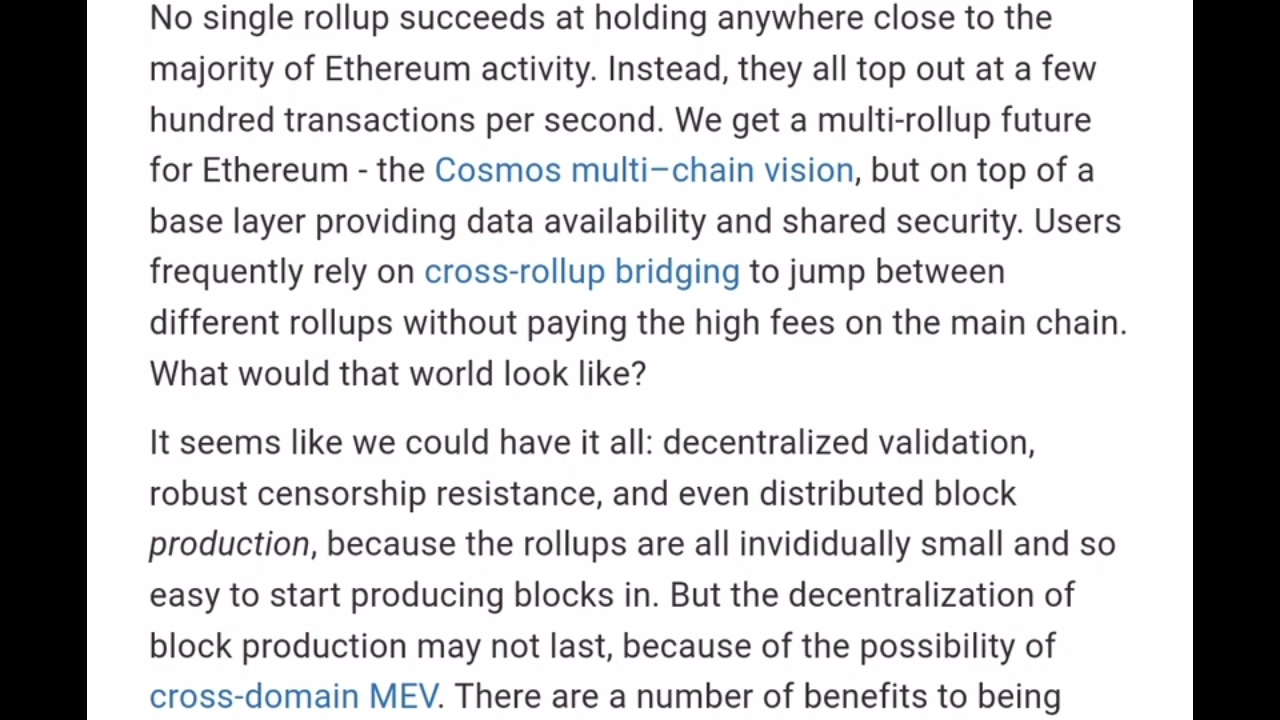 No single rollup succeeds at holding anywhere close to the
majority of Ethereum activity. Instead, they all top out at a few
hundred transactions per second. We get a multi-rollup future
for Ethereum - the Cosmos multi–chain vision, but on top of a
base layer providing data availability and shared security. Users
frequently rely on cross-rollup bridging to jump between
different rollups without paying the high fees on the main chain.
What would that world look like?
It seems like we could have it all: decentralized validation,
robust censorship resistance, and even distributed block
production, because the rollups are all invididually small and so
easy to start producing blocks in. But the decentralization of
block production may not last, because of the possibility of
cross-domain MEV. There are a number of benefits to being